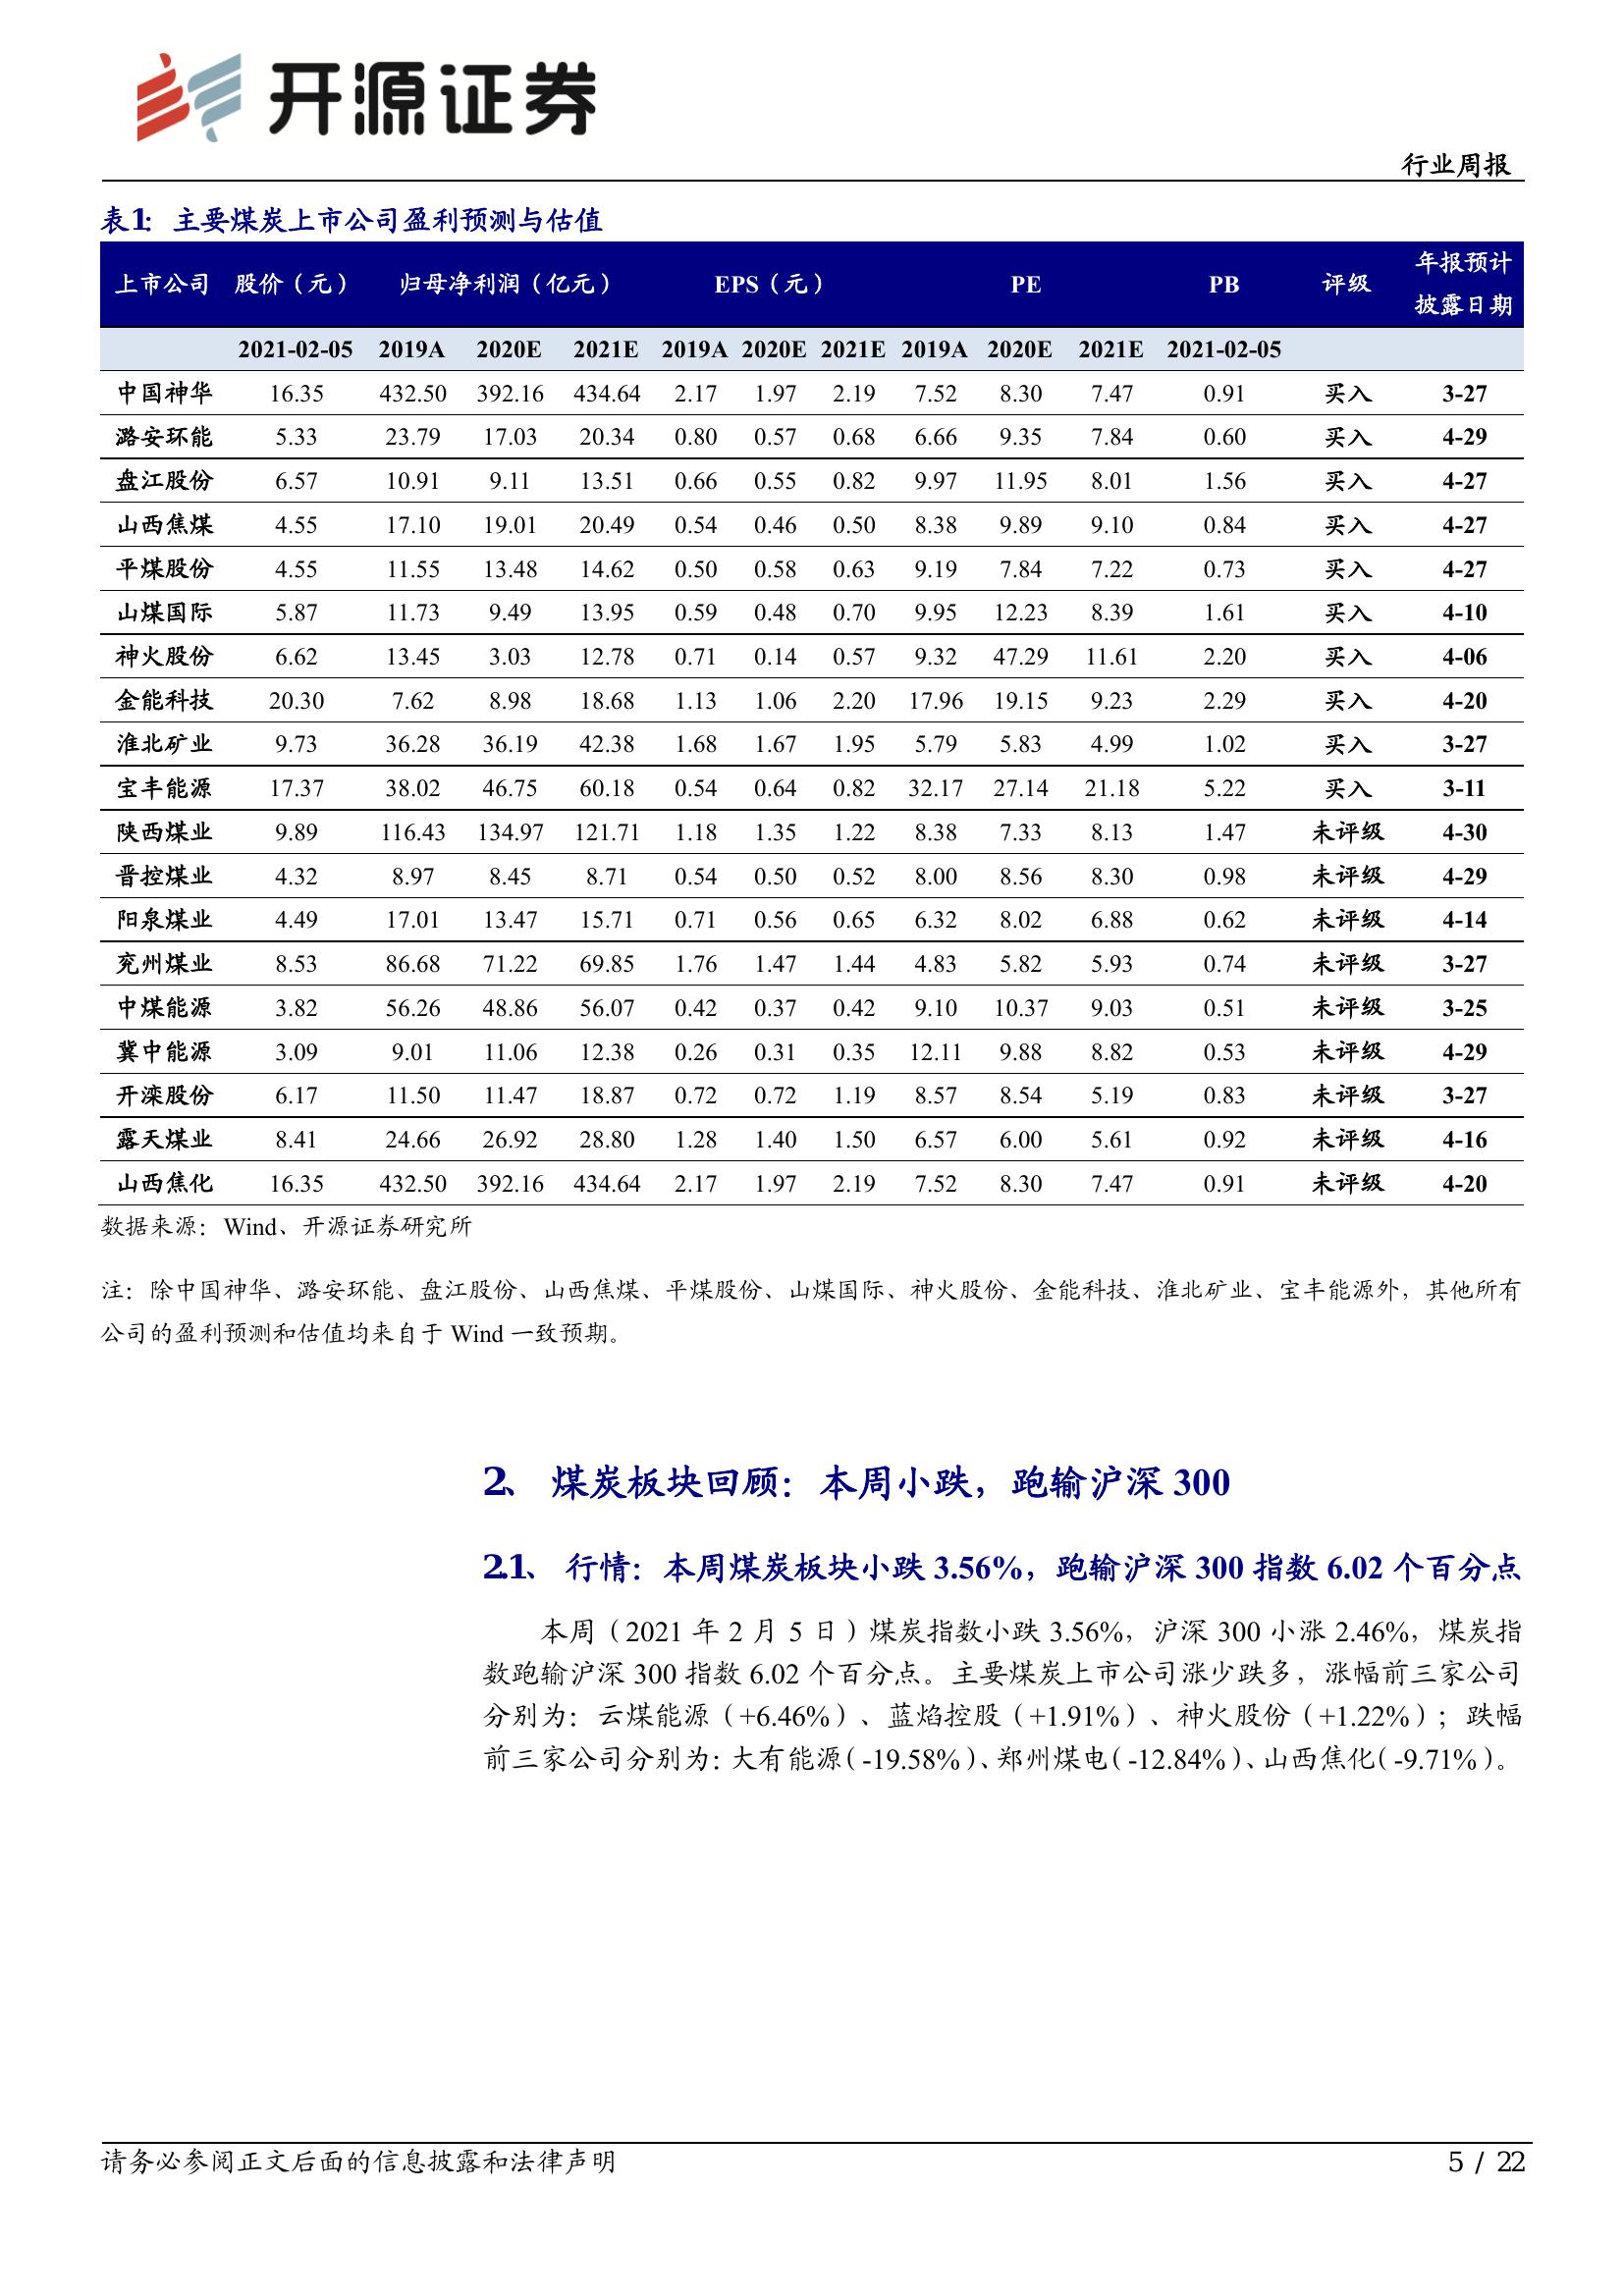 开源证券
行业周报
表1：主要煤炭上市公司盈利预测与估值
上市公司 股价（元） 归母净利润（亿元） EPS（元） PE PB 评级 年报预计披露日期
2021-02-05 2019A 2020E 2021E 2019A 2020E 2021E 2019A 2020E 2021E 2021-02-05
中国神华 16.35 432.50 392.16 434.64 2.17 1.97 2.19 7.52 8.30 7.47 0.91 买入 3-27
潞安环能 5.33 23.79 17.03 20.34 0.80 0.57 0.68 6.66 9.35 7.84 0.60 买入 4-29
盘江股份 6.57 10.91 9.11 13.51 0.66 0.55 0.82 9.97 11.95 8.01 1.56 买入 4-27
山西焦煤 4.55 17.10 19.01 20.49 0.54 0.46 0.50 8.38 9.89 9.10 0.84 买入 4-27
平煤股份 4.55 11.55 13.48 14.62 0.50 0.58 0.63 9.19 7.84 7.22 0.73 买入 4-27
山煤国际 5.87 11.73 9.49 13.95 0.59 0.48 0.70 9.95 12.23 8.39 1.61 买入 4-10
神火股份 6.62 13.45 3.03 12.78 0.71 0.14 0.57 9.32 47.29 11.61 2.20 买入 4-06
金能科技 20.30 7.62 8.98 18.68 1.13 1.06 2.20 17.96 19.15 9.23 2.29 买入 4-20
淮北矿业 9.73 36.28 36.19 42.38 1.68 1.67 1.95 5.79 5.83 4.99 1.02 买入 3-27
宝丰能源 17.37 38.02 46.75 60.18 0.54 0.64 0.82 32.17 27.14 21.18 5.22 买入 3-11
陕西煤业 9.89 116.43 134.97 121.71 1.18 1.35 1.22 8.38 7.33 8.13 1.47 未评级 4-30
晋控煤业 4.32 8.97 8.45 8.71 0.54 0.50 0.52 8.00 8.56 8.30 0.98 未评级 4-29
阳泉煤业 4.49 17.01 13.47 15.71 0.71 0.56 0.65 6.32 8.02 6.88 0.62 未评级 4-14
兖州煤业 8.53 86.68 71.22 69.85 1.76 1.47 1.44 4.83 5.82 5.93 0.74 未评级 3-27
中煤能源 3.82 56.26 48.86 56.07 0.42 0.37 0.42 9.10 10.37 9.03 0.51 未评级 3-25
冀中能源 3.09 9.01 11.06 12.38 0.26 0.31 0.35 12.11 9.88 8.82 0.53 未评级 4-29
开滦股份 6.17 11.50 11.47 18.87 0.72 0.72 1.19 8.57 8.54 5.19 0.83 未评级 3-27
露天煤业 8.41 24.66 26.92 28.80 1.28 1.40 1.50 6.57 6.00 5.61 0.92 未评级 4-16
山西焦化 16.35 432.50 392.16 434.64 2.17 1.97 2.19 7.52 8.30 7.47 0.91 未评级 4-20
数据来源：Wind、开源证券研究所
注：除中国神华、潞安环能、盘江股份、山西焦煤、平煤股份、山煤国际、神火股份、金能科技、淮北矿业、宝丰能源外，其他所有
公司的盈利预测和估值均来自于 Wind 一致预期。
2、 煤炭板块回顾：本周小跌，跑输沪深 300
2.1、 行情：本周煤炭板块小跌 3.56%，跑输沪深 300 指数 6.02 个百分点
本周（2021 年 2 月 5 日）煤炭指数小跌 3.56%，沪深 300 小涨 2.46%，煤炭指
数跑输沪深 300 指数 6.02 个百分点。主要煤炭上市公司涨少跌多，涨幅前三家公司
分别为：云煤能源（+6.46%）、蓝焰控股（+1.91%）、神火股份（+1.22%）；跌幅
前三家公司分别为：大有能源（-19.58%）、郑州煤电（-12.84%）、山西焦化（-9.71%）。
请务必参阅正文后面的信息披露和法律声明
5 / 22